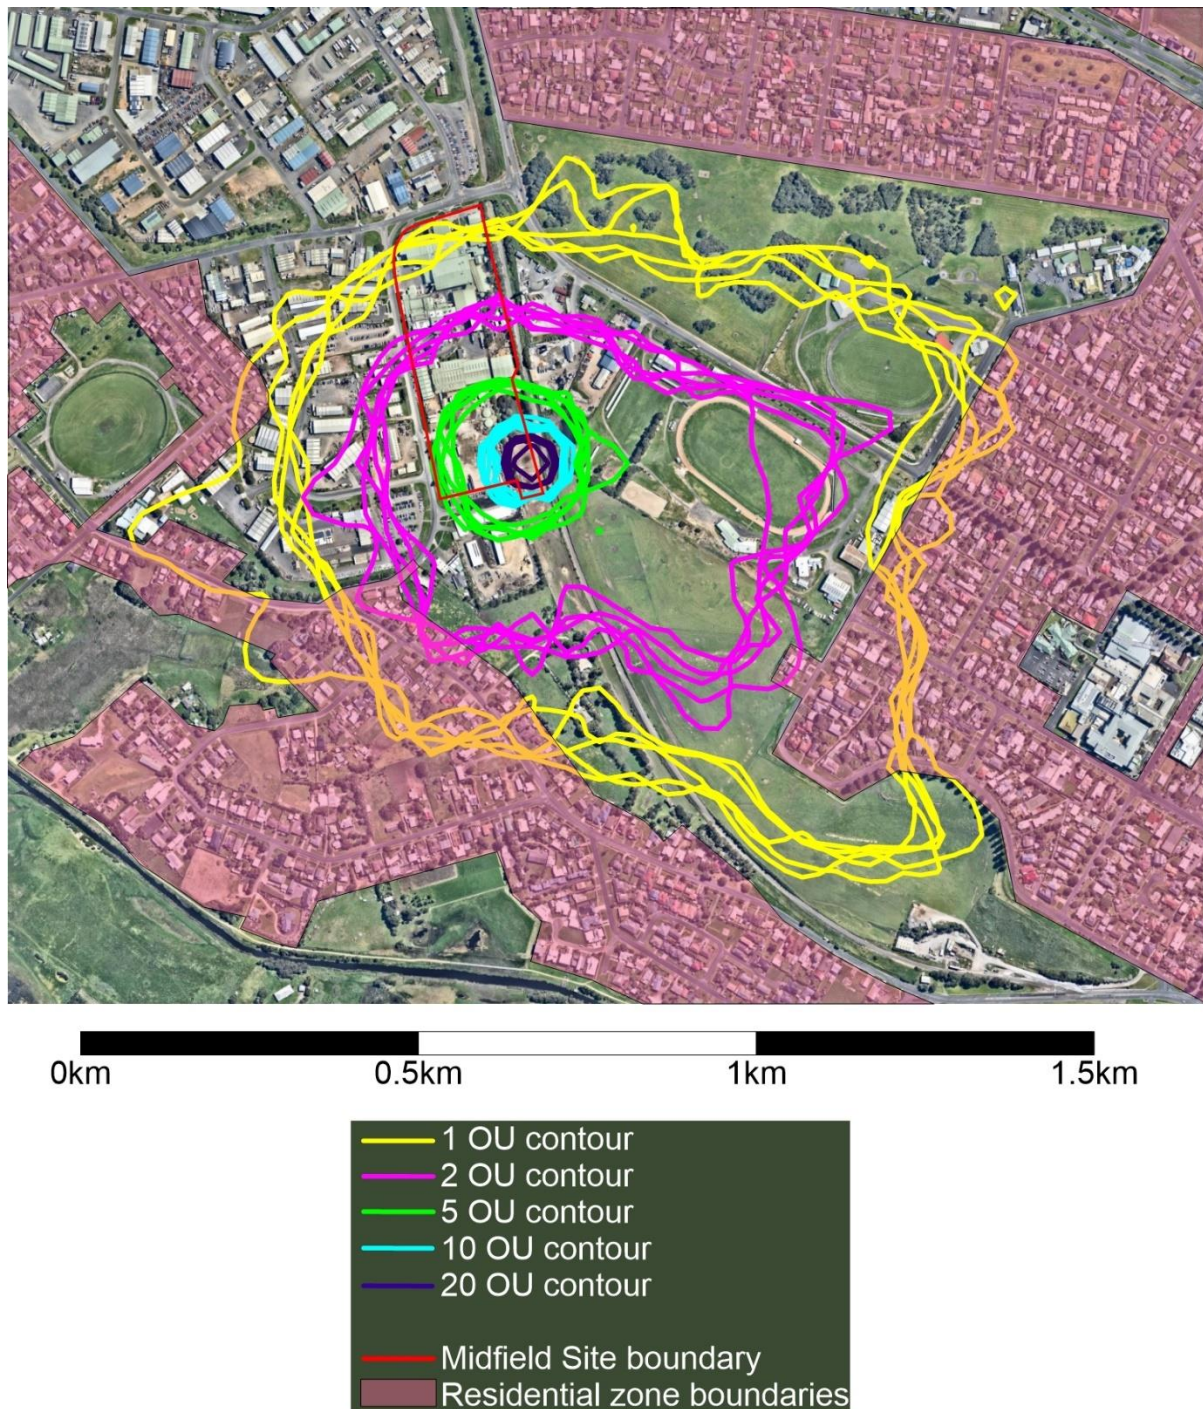 0km 0.5km 1km 1.5km
1 OU contour
2 OU contour
5 OU contour
10 OU contour
20 OU contour
Midfield Site boundary
Residential zone boundaries